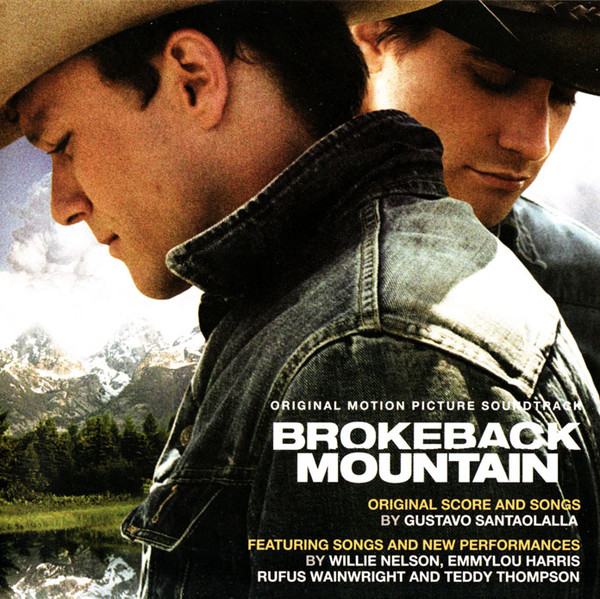 ORIGINAL MOTION PICTURE SOUNDTRACK
BROKEBACK
MOUNTAIN
ORIGINAL SCORE AND SONGS
BY GUSTAVO SANTAOLALLA
FEATURING SONGS AND NEW PERFORMANCES
BY WILLIE NELSON, EMMYLOU HARRIS
RUFUS WAINWRIGHT AND TEDDY THOMPSON